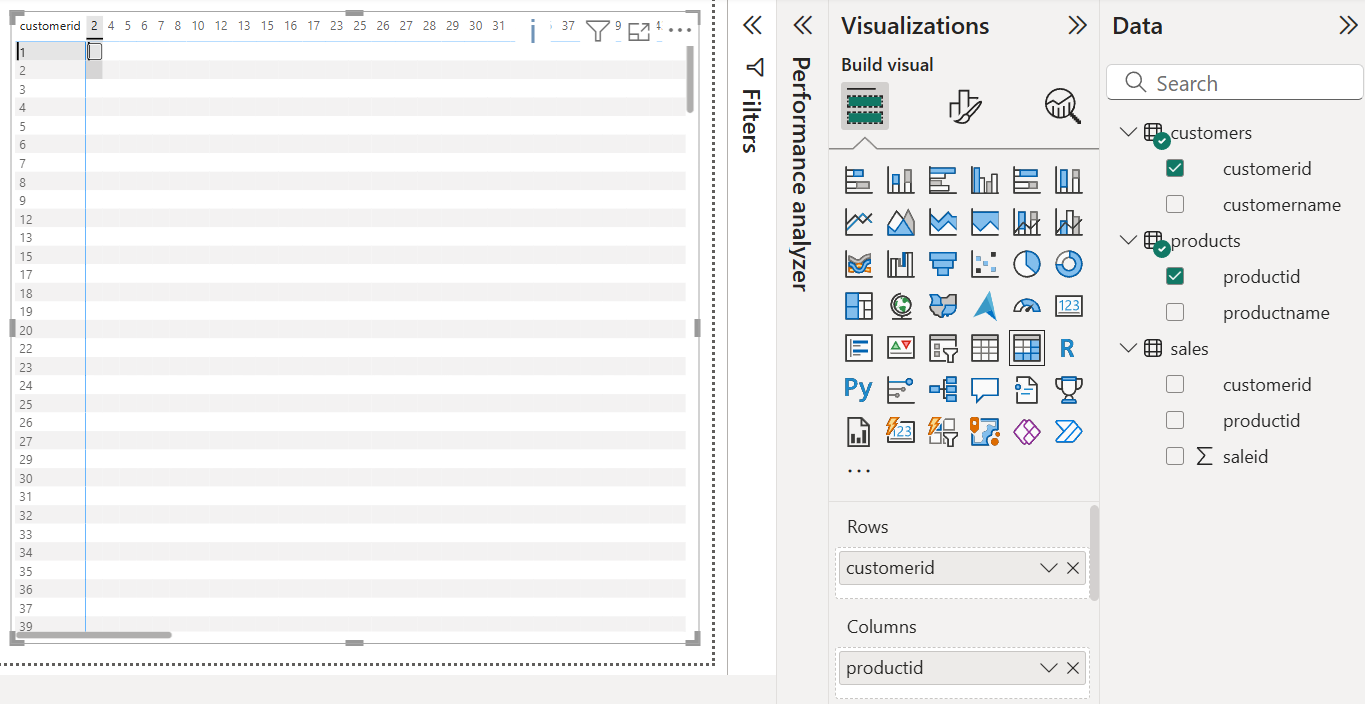 customerid 2 4 5 6 7 8 10 12 13 15 16 17 23 25 26 27 28 29 30 31 37 9
1
2
3
4
5
6
7
8
9
12
13
15
17
18
19
20
22
23
24
25
26
27
29
30
31
32
33
34
35
36
37
39
Filters
Performance analyzer
Visualizations
Build visual
123
R
Py
123
...
Rows
customerid
Columns
productid
Data
Search
customers
customerid
customername
products
productid
productname
sales
customerid
productid
Σ saleid